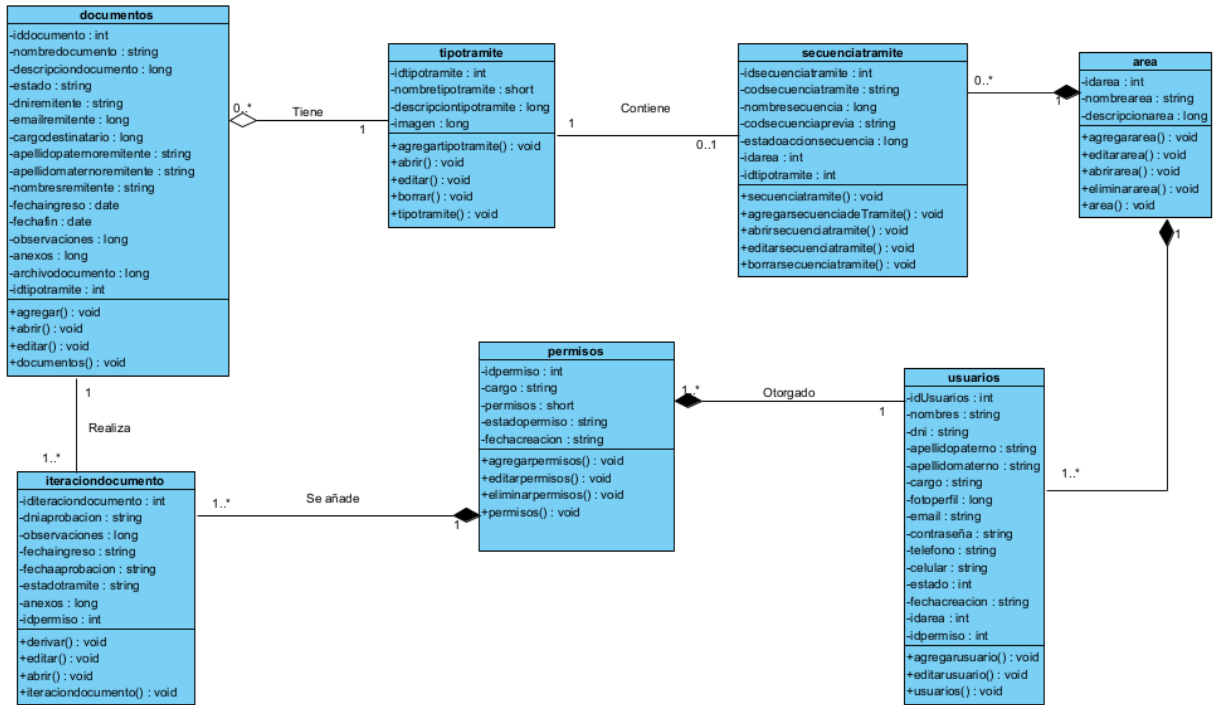 documentos
-iddocumento : int
-nombredocumento : string
-descripciondocumento : long
-estado : string
-dniremitente : string
-emailremitente : long
-cargodestinatario : long
-apellidopaternoremitente : string
-apellidomaternoremitente : string
-nombresremitente : string
-fechaingreso : date
-fechafin : date
-observaciones : long
-anexos : long
-archivodocumento : long
-idtipotramite : int
+agregar() : void
+abrir() : void
+editar() : void
+documentos() : void
0..*
Tiene
1
tipotramite
-idtipotramite : int
-nombretipotramite : short
-descripciontipotramite : long
-imagen : long
+agregartipotramite() : void
+abrir() : void
+editar() : void
+borrar() : void
+tipotramite() : void
1
Contiene
0..1
secuenciatramite
-idsecuenciatramite : int
-codsecuenciatramite : string
-nombresecuencia : long
-codsecuenciaprevia : string
-estadoaccionsecuencia : long
-idarea : int
-idtipotramite : int
+secuenciatramite() : void
+agregarsecuenciadeTramite() : void
+abrirsecuenciatramite() : void
+editarsecuenciatramite() : void
+borrarsecuenciatramite() : void
0..*
1
area
-idarea : int
-nombrearea : string
-descripcionarea : long
+agregararea() : void
+editararea() : void
+abrirarea() : void
+eliminararea() : void
+area() : void
1
1
Realiza
1..*
iteraciondocumento
-iditeraciondocumento : int
-dniaprobacion : string
-observaciones : long
-fechaingreso : string
-fechaaprobacion : string
-estadotramite : string
-anexos : long
-idpermiso : int
+derivar() : void
+editar() : void
+abrir() : void
+iteraciondocumento() : void
1..*
Se añade
1
permisos
-idpermiso : int
-cargo : string
-permisos : short
-estadopermiso : string
-fechacreacion : string
+agregarpermisos() : void
+editarpermisos() : void
+eliminarpermisos() : void
+permisos() : void
1..*
Otorgado
1
usuarios
-idUsuarios : int
-nombres : string
-dni : string
-apellidopaterno : string
-apellidomaterno : string
-cargo : string
-fotoperfil : long
-email : string
-contraseña : string
-telefono : string
-celular : string
-estado : int
-fechacreacion : string
-idarea : int
-idpermiso : int
+agregarusuario() : void
+editarusuario() : void
+usuarios() : void
1..*